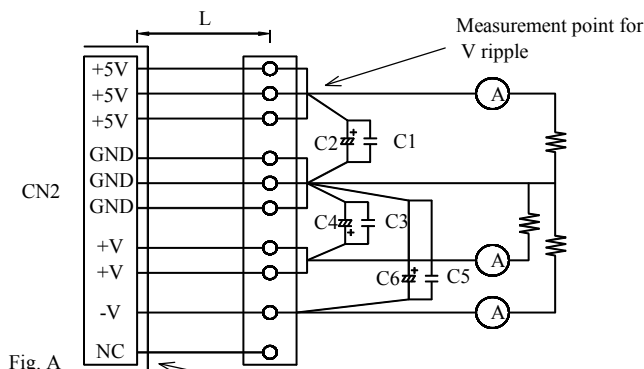 L
Measurement point for
V ripple
+5V
+5V
A
+5V
+
C2
C1
GND
CN2
GND
GND
C4
C3
+
+V
+V
A
+
C6
C5
-V
A
NC
Fig. A